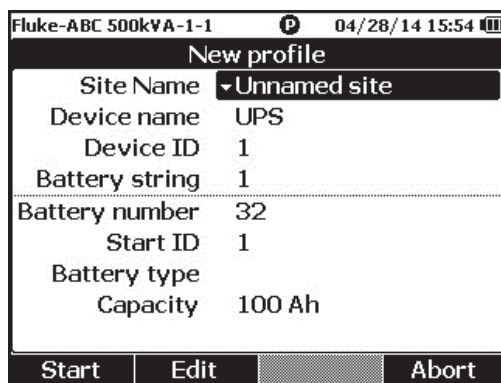 Fluke-ABC 500kVA-1-1 P 04/28/14 15:54
New profile
Site Name Unnamed site
Device name UPS
Device ID 1
Battery string 1
Battery number 32
Start ID 1
Battery type
Capacity 100 Ah
Start Edit Abort